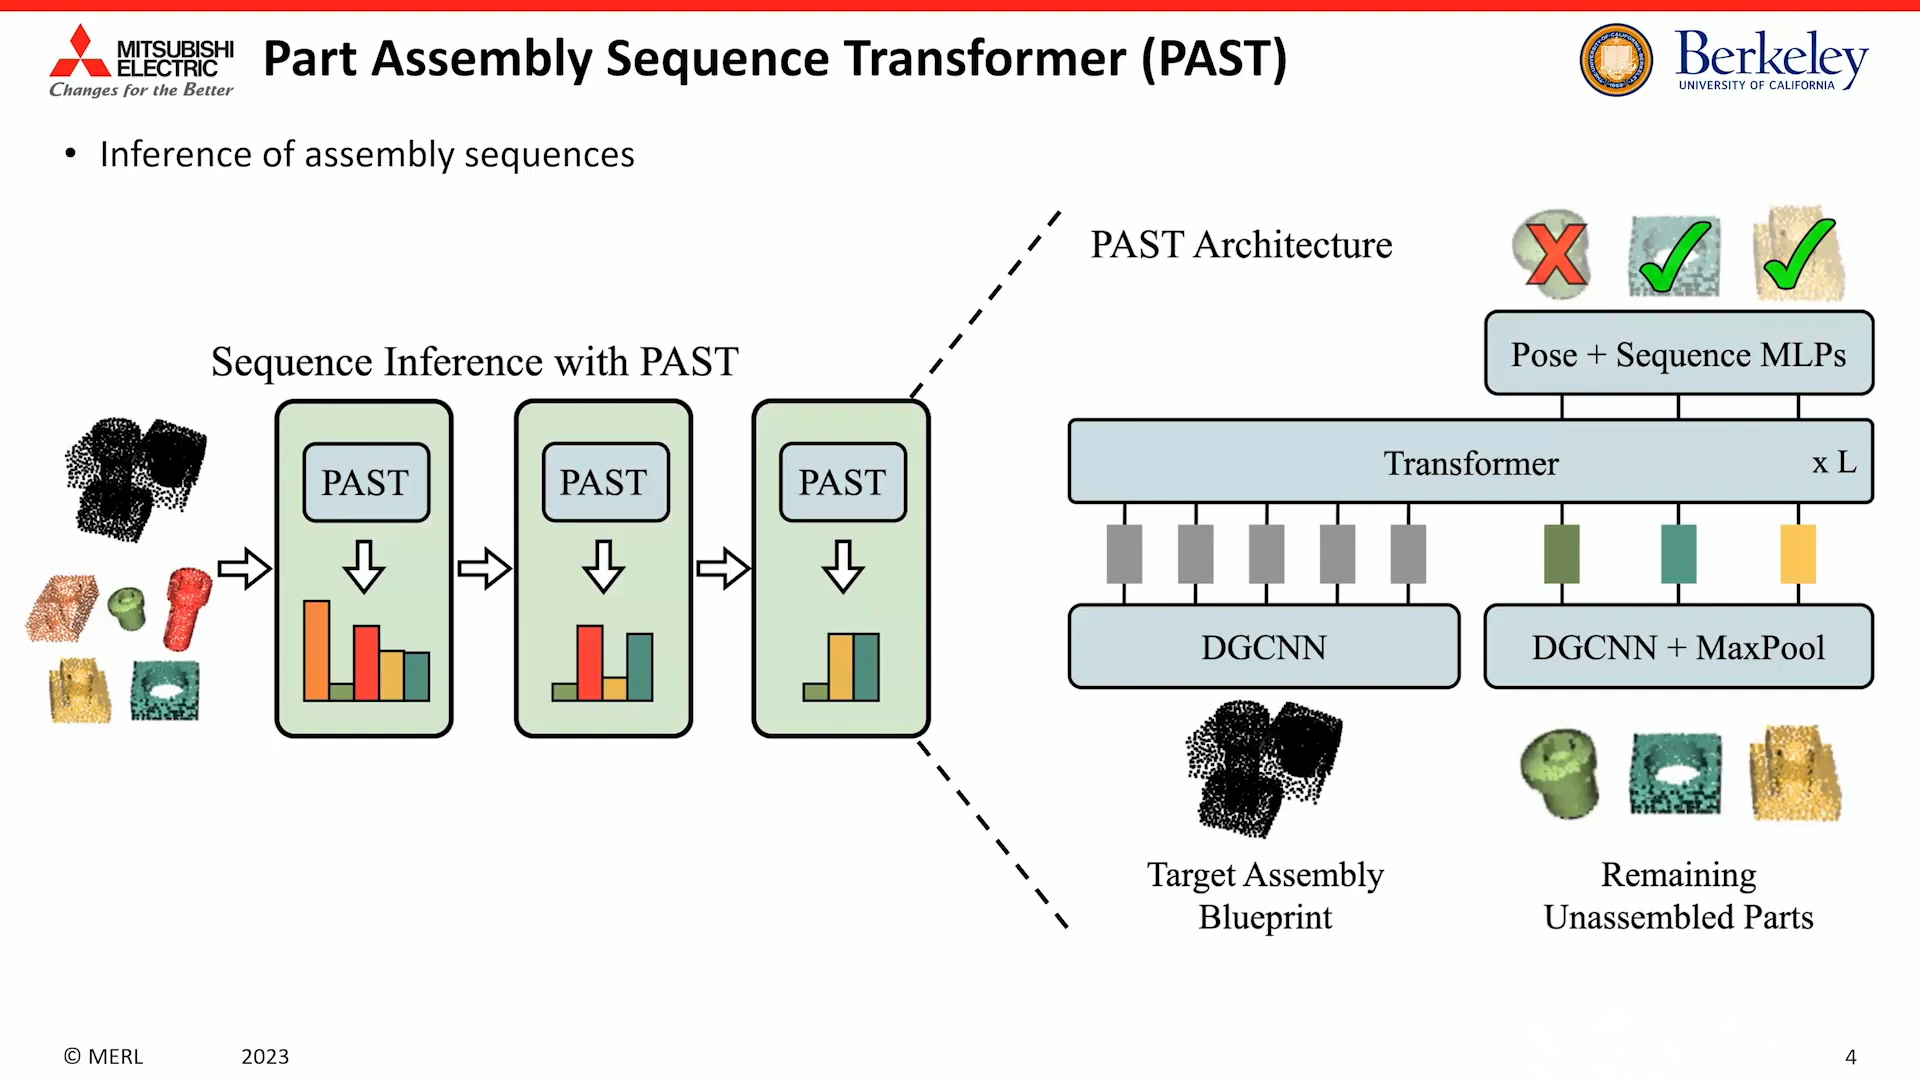 MITSUBISHI
ELECTRIC
Changes for the Better
Part Assembly Sequence Transformer (PAST)
Berkeley
UNIVERSITY OF CALIFORNIA
• Inference of assembly sequences
Sequence Inference with PAST
PAST
PAST
PAST
PAST Architecture
Pose + Sequence MLPs
Transformer
x L
DGCNN
DGCNN + MaxPool
Target Assembly
Blueprint
Remaining
Unassembled Parts
© MERL
2023
4